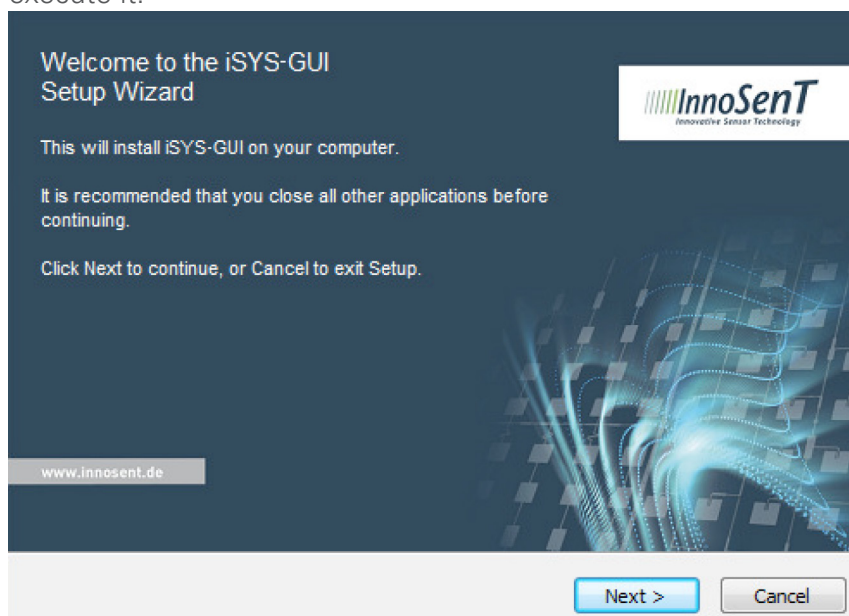 execute it.
Welcome to the iSYS-GUI
Setup Wizard
InnoSenT
Innovative Sensor Technology
This will install iSYS-GUI on your computer.
It is recommended that you close all other applications before
continuing.
Click Next to continue, or Cancel to exit Setup.
www.innosent.de
Next >
Cancel